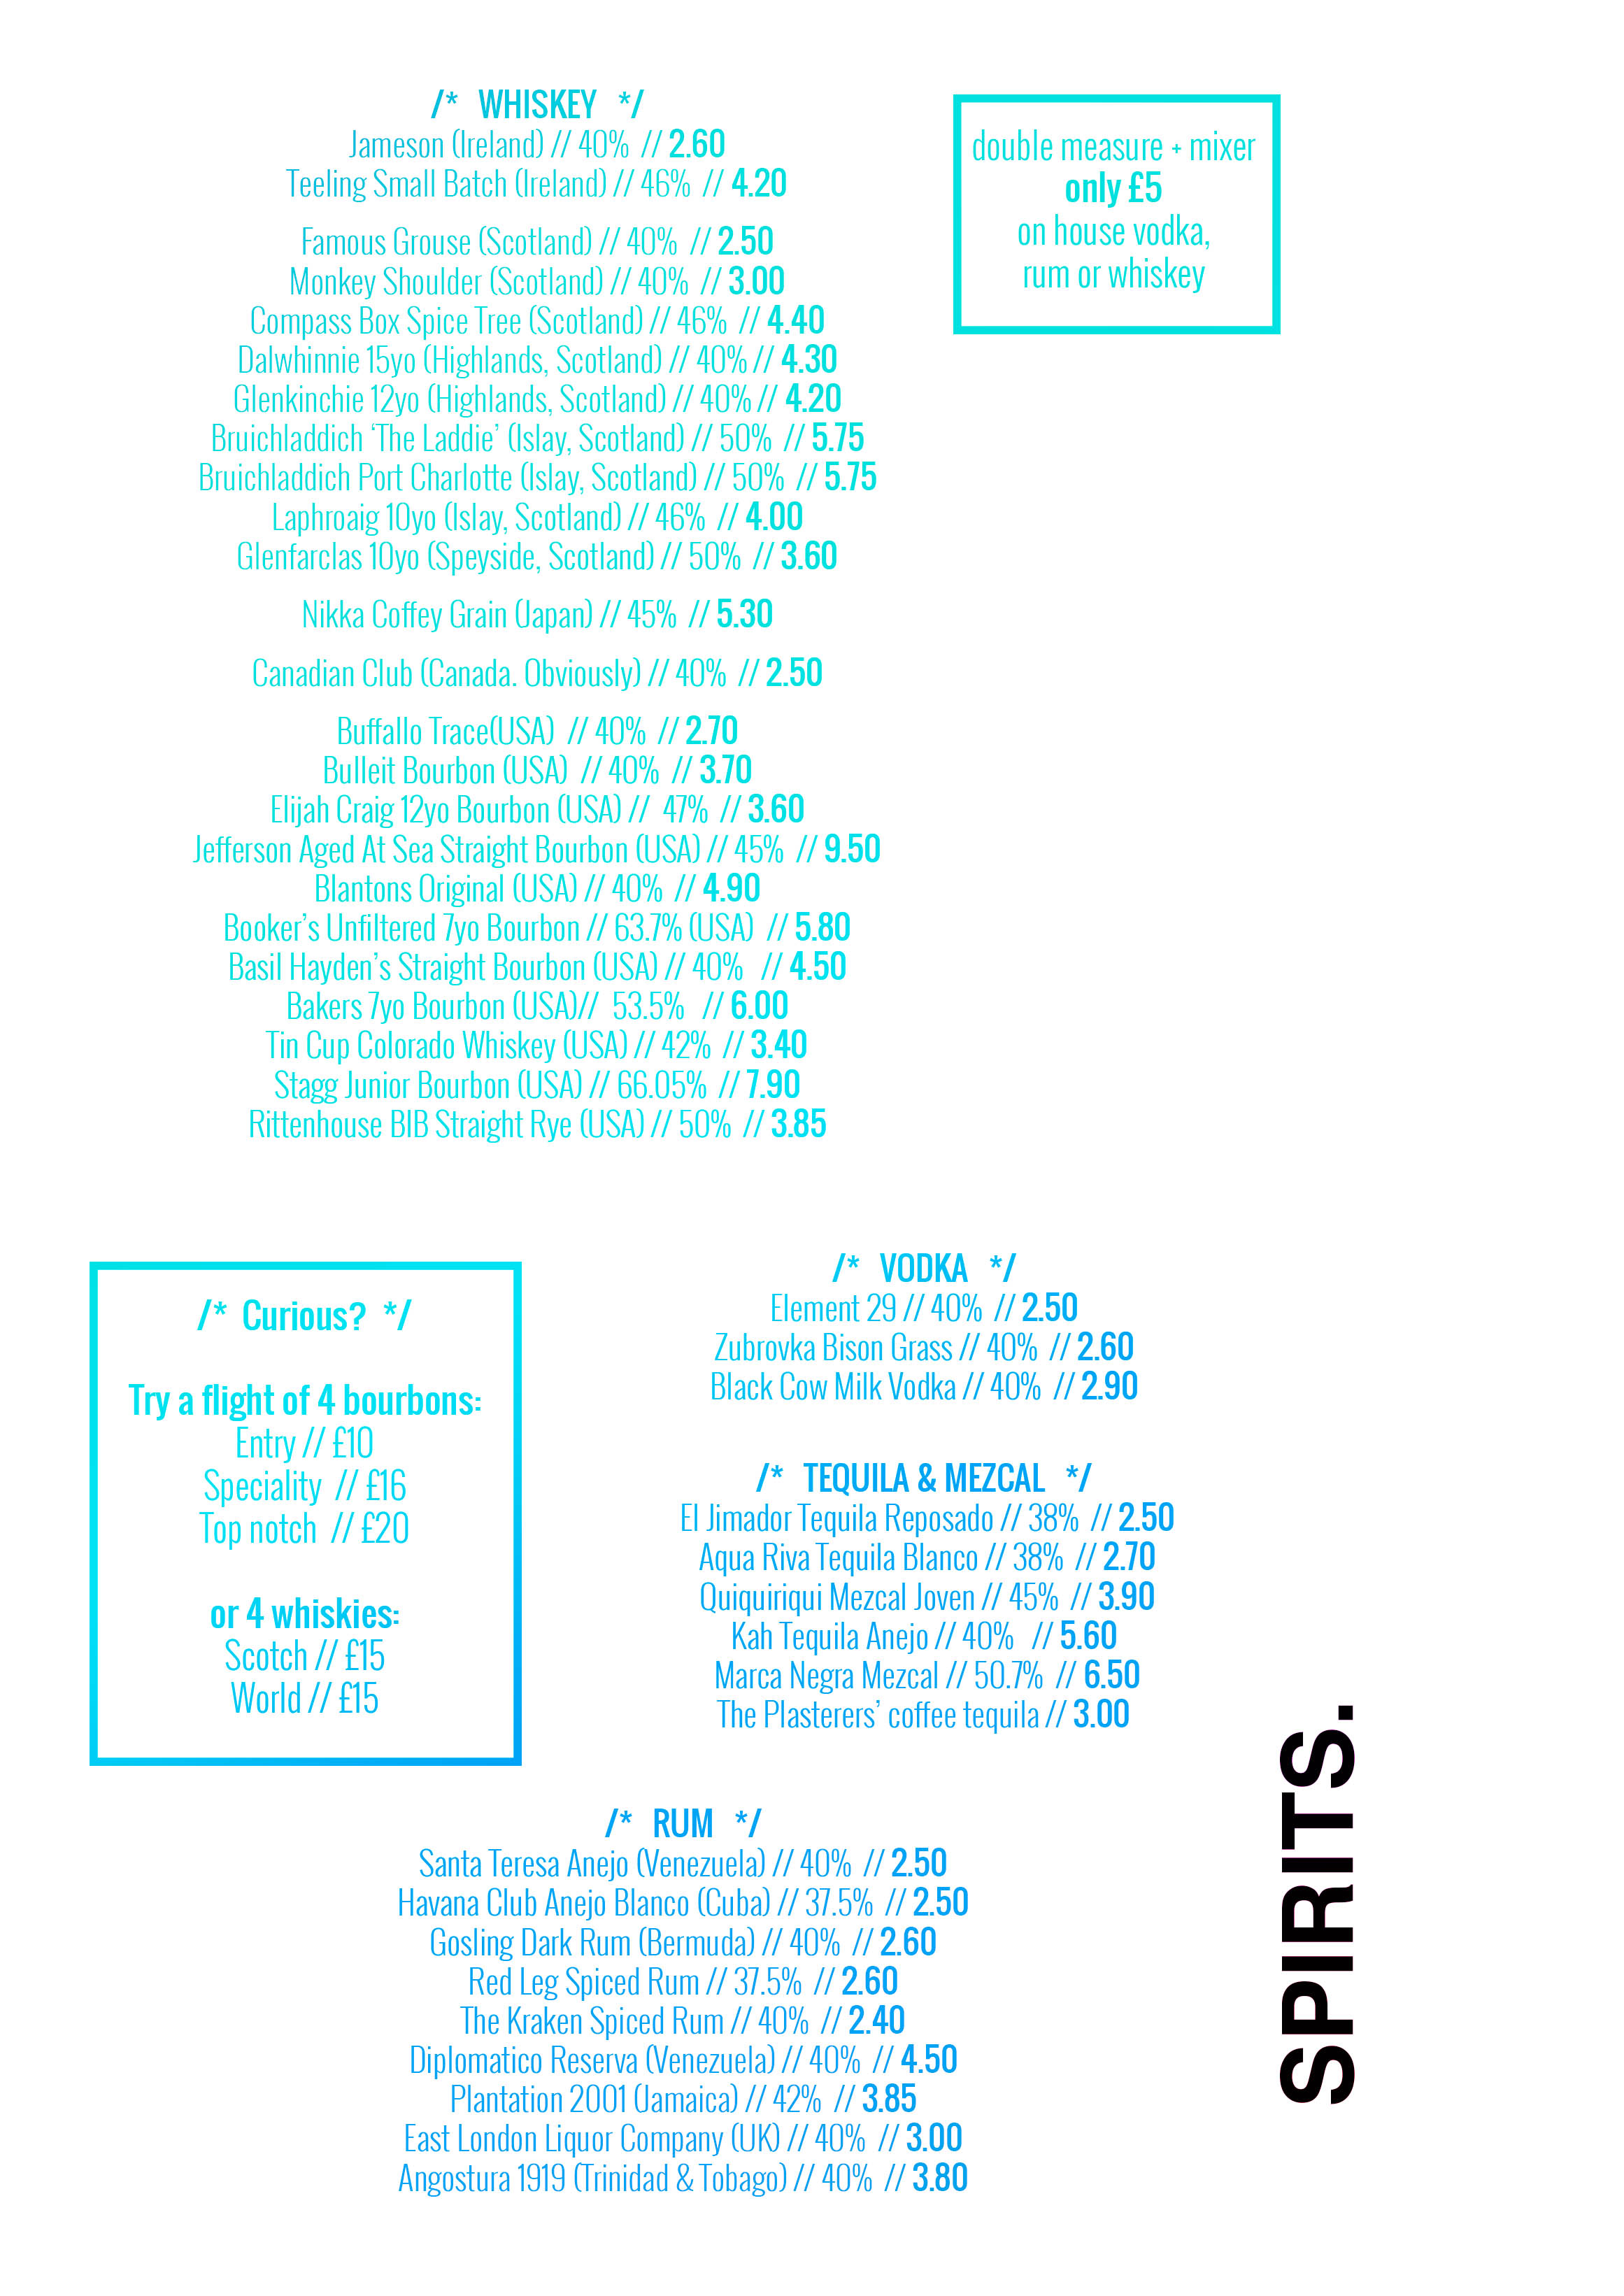 /* WHISKEY */
Jameson (Ireland) // 40% // 2.60
Teeling Small Batch (Ireland) // 46% // 4.20
Famous Grouse (Scotland) // 40% // 2.50
Monkey Shoulder (Scotland) // 40% // 3.00
Compass Box Spice Tree (Scotland) // 46% // 4.40
Dalwhinnie 15yo (Highlands, Scotland) // 40% // 4.30
Glenkinchie 12yo (Highlands, Scotland) // 40% // 4.20
Bruichladdich ‘The Laddie’ (Islay, Scotland) // 50% // 5.75
Bruichladdich Port Charlotte (Islay, Scotland) // 50% // 5.75
Laphroaig 10yo (Islay, Scotland) // 46% // 4.00
Glenfarclas 10yo (Speyside, Scotland) // 50% // 3.60
Nikka Coffey Grain (Japan) // 45% // 5.30
Canadian Club (Canada. Obviously) // 40% // 2.50
Buffallo Trace(USA) // 40% // 2.70
Bulleit Bourbon (USA) // 40% // 3.70
Elijah Craig 12yo Bourbon (USA) // 47% // 3.60
Jefferson Aged At Sea Straight Bourbon (USA) // 45% // 9.50
Blantons Original (USA) // 40% // 4.90
Booker’s Unfiltered 7yo Bourbon // 63.7% (USA) // 5.80
Basil Hayden’s Straight Bourbon (USA) // 40% // 4.50
Bakers 7yo Bourbon (USA)// 53.5% // 6.00
Tin Cup Colorado Whiskey (USA) // 42% // 3.40
Stagg Junior Bourbon (USA) // 66.05% // 7.90
Rittenhouse BIB Straight Rye (USA) // 50% // 3.85
double measure + mixer
only £5
on house vodka,
rum or whiskey
/* Curious? */
Try a flight of 4 bourbons:
Entry // £10
Speciality // £16
Top notch // £20
or 4 whiskies:
Scotch // £15
World // £15
/* VODKA */
Element 29 // 40% // 2.50
Zubrovka Bison Grass // 40% // 2.60
Black Cow Milk Vodka // 40% // 2.90
/* TEQUILA & MEZCAL */
El Jimador Tequila Reposado // 38% // 2.50
Aqua Riva Tequila Blanco // 38% // 2.70
Quiquiriqui Mezcal Joven // 45% // 3.90
Kah Tequila Anejo // 40% // 5.60
Marca Negra Mezcal // 50.7% // 6.50
The Plasterers’ coffee tequila // 3.00
/* RUM */
Santa Teresa Anejo (Venezuela) // 40% // 2.50
Havana Club Anejo Blanco (Cuba) // 37.5% // 2.50
Gosling Dark Rum (Bermuda) // 40% // 2.60
Red Leg Spiced Rum // 37.5% // 2.60
The Kraken Spiced Rum // 40% // 2.40
Diplomatico Reserva (Venezuela) // 40% // 4.50
Plantation 2001 (Jamaica) // 42% // 3.85
East London Liquor Company (UK) // 40% // 3.00
Angostura 1919 (Trinidad & Tobago) // 40% // 3.80
SPIRITS.